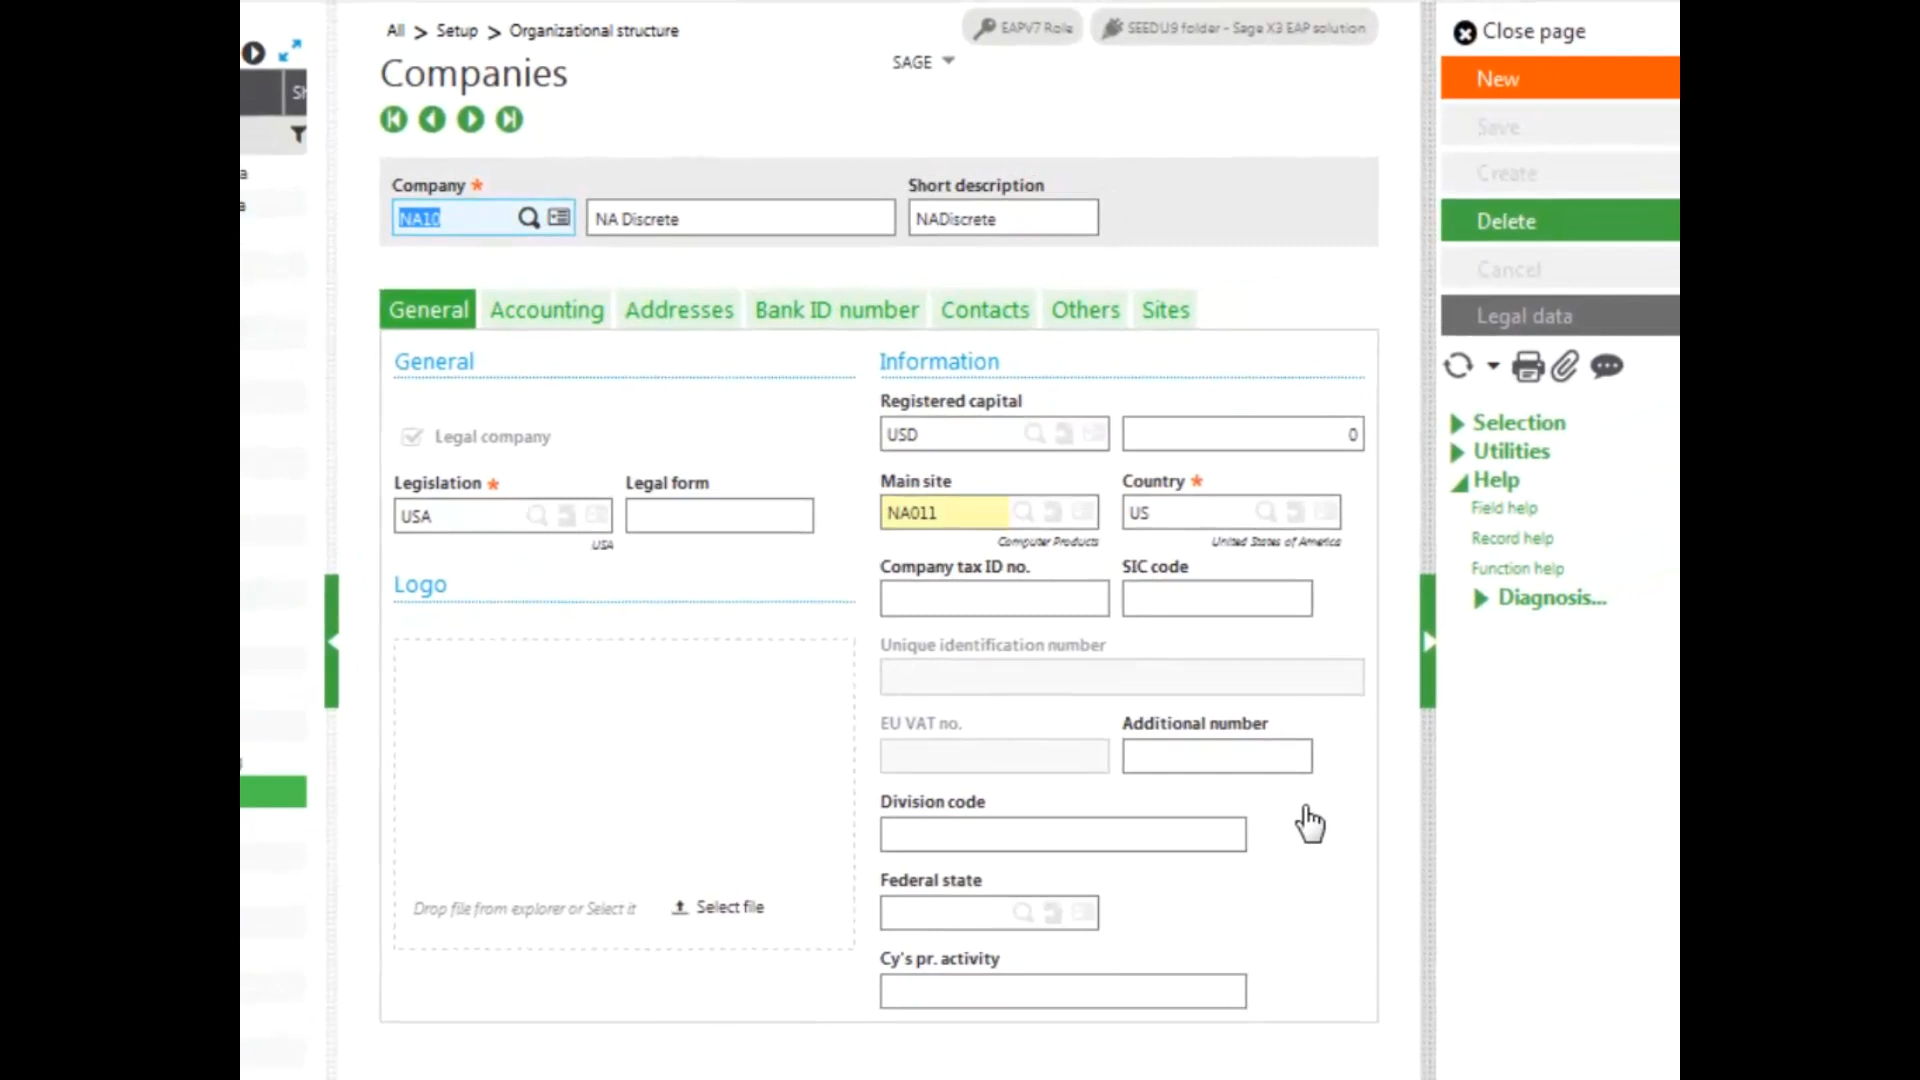 All > Setup > Organizational structure
EAPV7 Role
SEEDU9 folder - Sage X3 EAP solution
SAGE
Companies
Company *
Short description
NA10
NA Discrete
NADiscrete
General
Accounting
Addresses
Bank ID number
Contacts
Others
Sites
General
Legal company
Legislation *
Legal form
USA
USA
Logo
Drop file from explorer or Select it
Select file
Information
Registered capital
USD
0
Main site
Country *
NA011
US
Computer Products
United States of America
Company tax ID no.
SIC code
Unique identification number
EU VAT no.
Additional number
Division code
Federal state
Cy's pr. activity
Close page
New
Save
Create
Delete
Cancel
Legal data
Selection
Utilities
Help
Field help
Record help
Function help
Diagnosis...